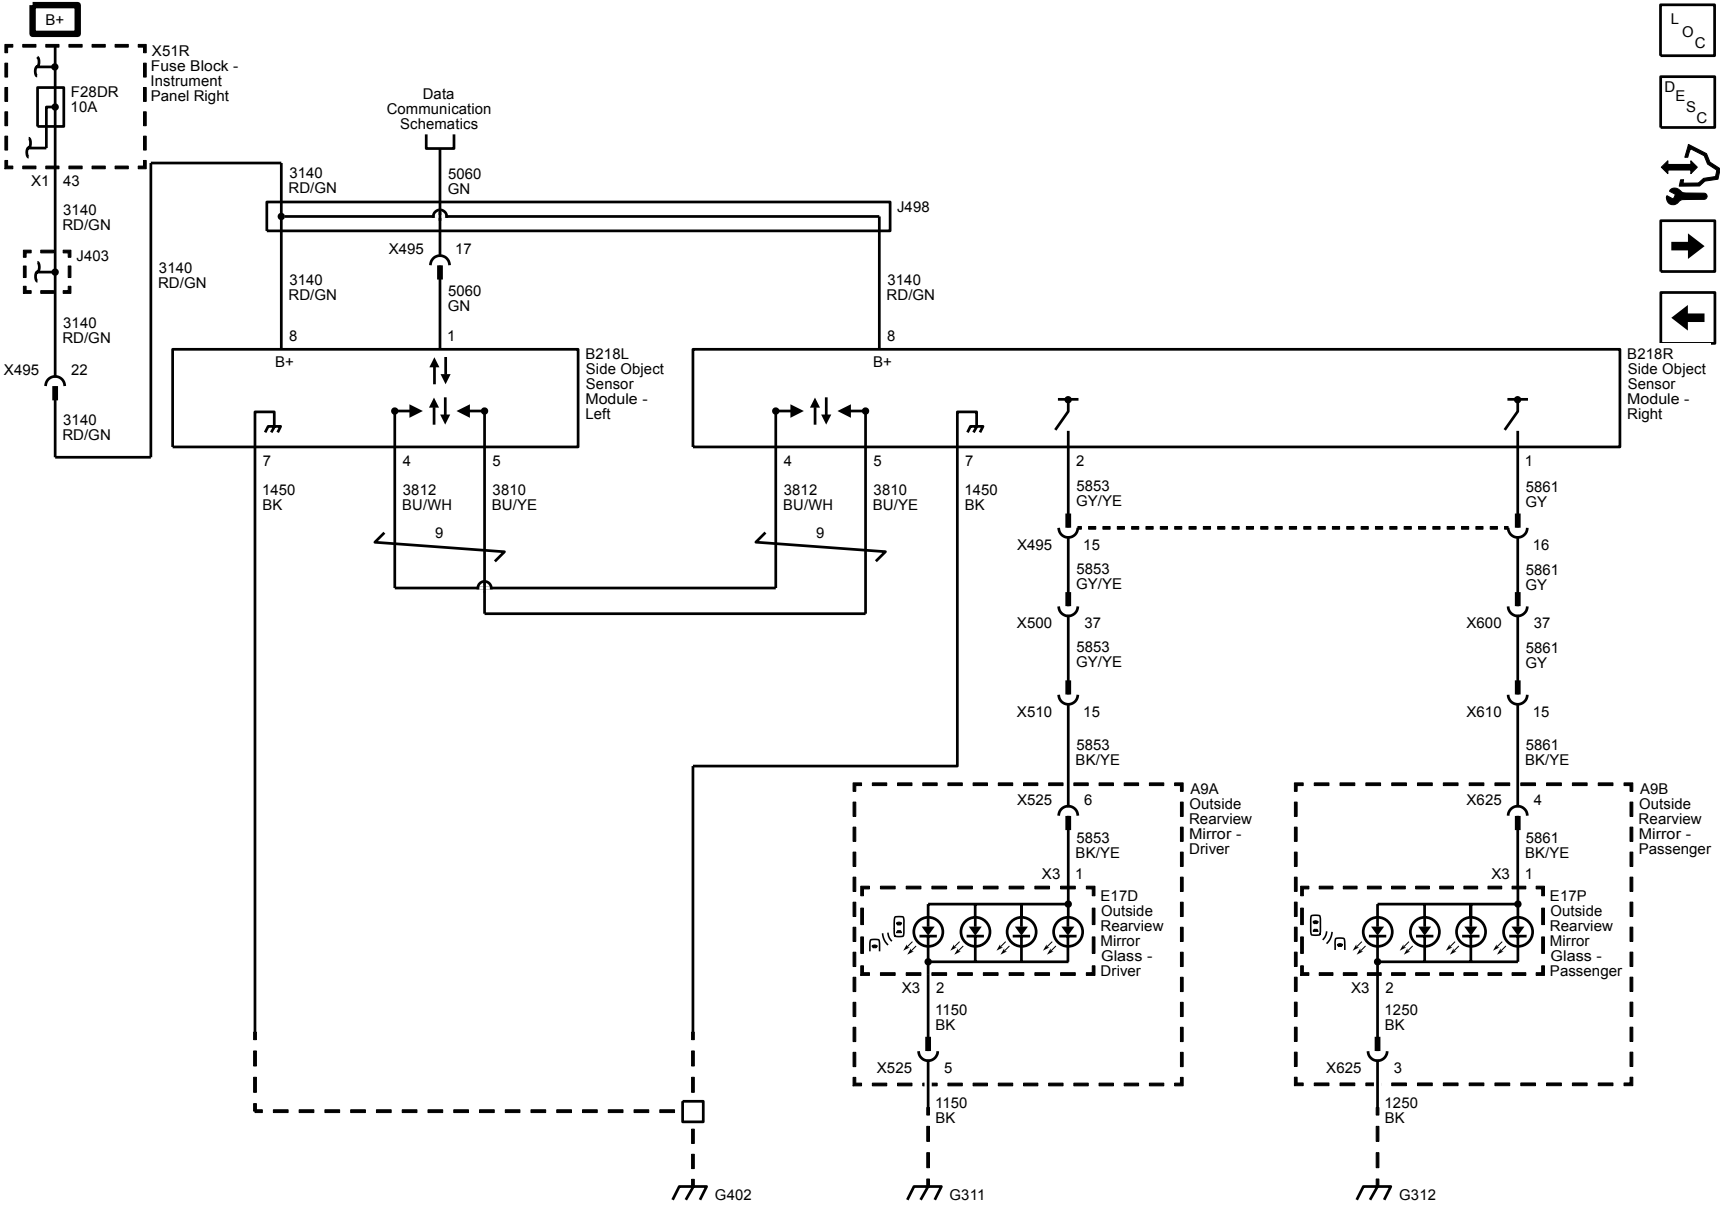 B+
X51R
Fuse Block -
Instrument
Panel Right
F28DR
10A
X1 43
3140
RD/GN
J403
3140
RD/GN
X495 22
3140
RD/GN
3140
RD/GN
Data
Communication
Schematics
3140
RD/GN
5060
GN
J498
X495 17
3140
RD/GN
5060
GN
3140
RD/GN
8
1
8
B+
B+
B218L
Side Object
Sensor
Module -
Left
B218R
Side Object
Sensor
Module -
Right
7
4
5
4
5
7
2
1
1450
BK
3812
BU/WH
3810
BU/YE
3812
BU/WH
3810
BU/YE
1450
BK
5853
GY/YE
5861
GY
9
9
X495 15
16
5853
GY/YE
5861
GY
X500 37
X600 37
5853
GY/YE
5861
GY
X510 15
X610 15
5853
BK/YE
5861
BK/YE
X525 6
A9A
Outside
Rearview
Mirror -
Driver
X625 4
A9B
Outside
Rearview
Mirror -
Passenger
5853
BK/YE
5861
BK/YE
X3 1
X3 1
E17D
Outside
Rearview
Mirror
Glass -
Driver
E17P
Outside
Rearview
Mirror
Glass -
Passenger
X3 2
X3 2
1150
BK
1250
BK
X525 5
X625 3
1150
BK
1250
BK
G402
G311
G312
LOC
DESC